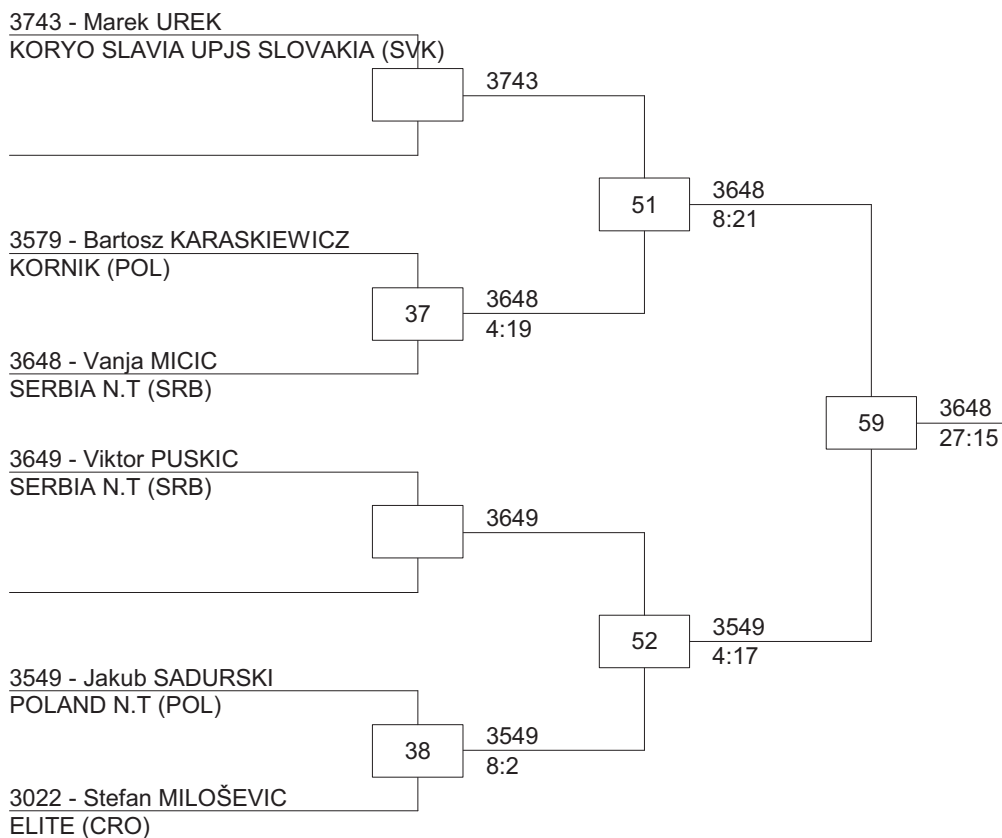 3743 - Marek UREK
KORYO SLAVIA UPJS SLOVAKIA (SVK)
3743
51
3648
8:21
3579 - Bartosz KARASKIEWICZ
KORNIK (POL)
37
3648
4:19
3648 - Vanja MICIC
SERBIA N.T (SRB)
59
3648
27:15
3649 - Viktor PUSKIC
SERBIA N.T (SRB)
3649
52
3549
4:17
3549 - Jakub SADURSKI
POLAND N.T (POL)
38
3549
8:2
3022 - Stefan MILOŠEVIC
ELITE (CRO)